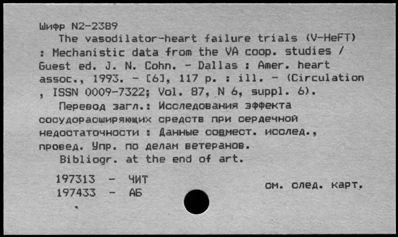 Шифр N2-23B9
The vasodilator-heart failure trials (V-HeFT)
: Mechanistic data from the VA coop. studies /
Guest ed. J. N. Cohn. - Dallas : Amer. heart
assoc., 1993. - [6], 117 p. : ill. - (Circulation
, ISSN 0009-7322; Vol. 87, N 6, suppl. 6).
Перевод загл.: Исследования эффекта
сосудорасширяющих средств при сердечной
недостаточности : Данные совмест. исслед.,
провед. Упр. по делам ветеранов.
Bibliogr. at the end of art.
197313 - ЧИТ
197433 - АБ
см. след. карт.